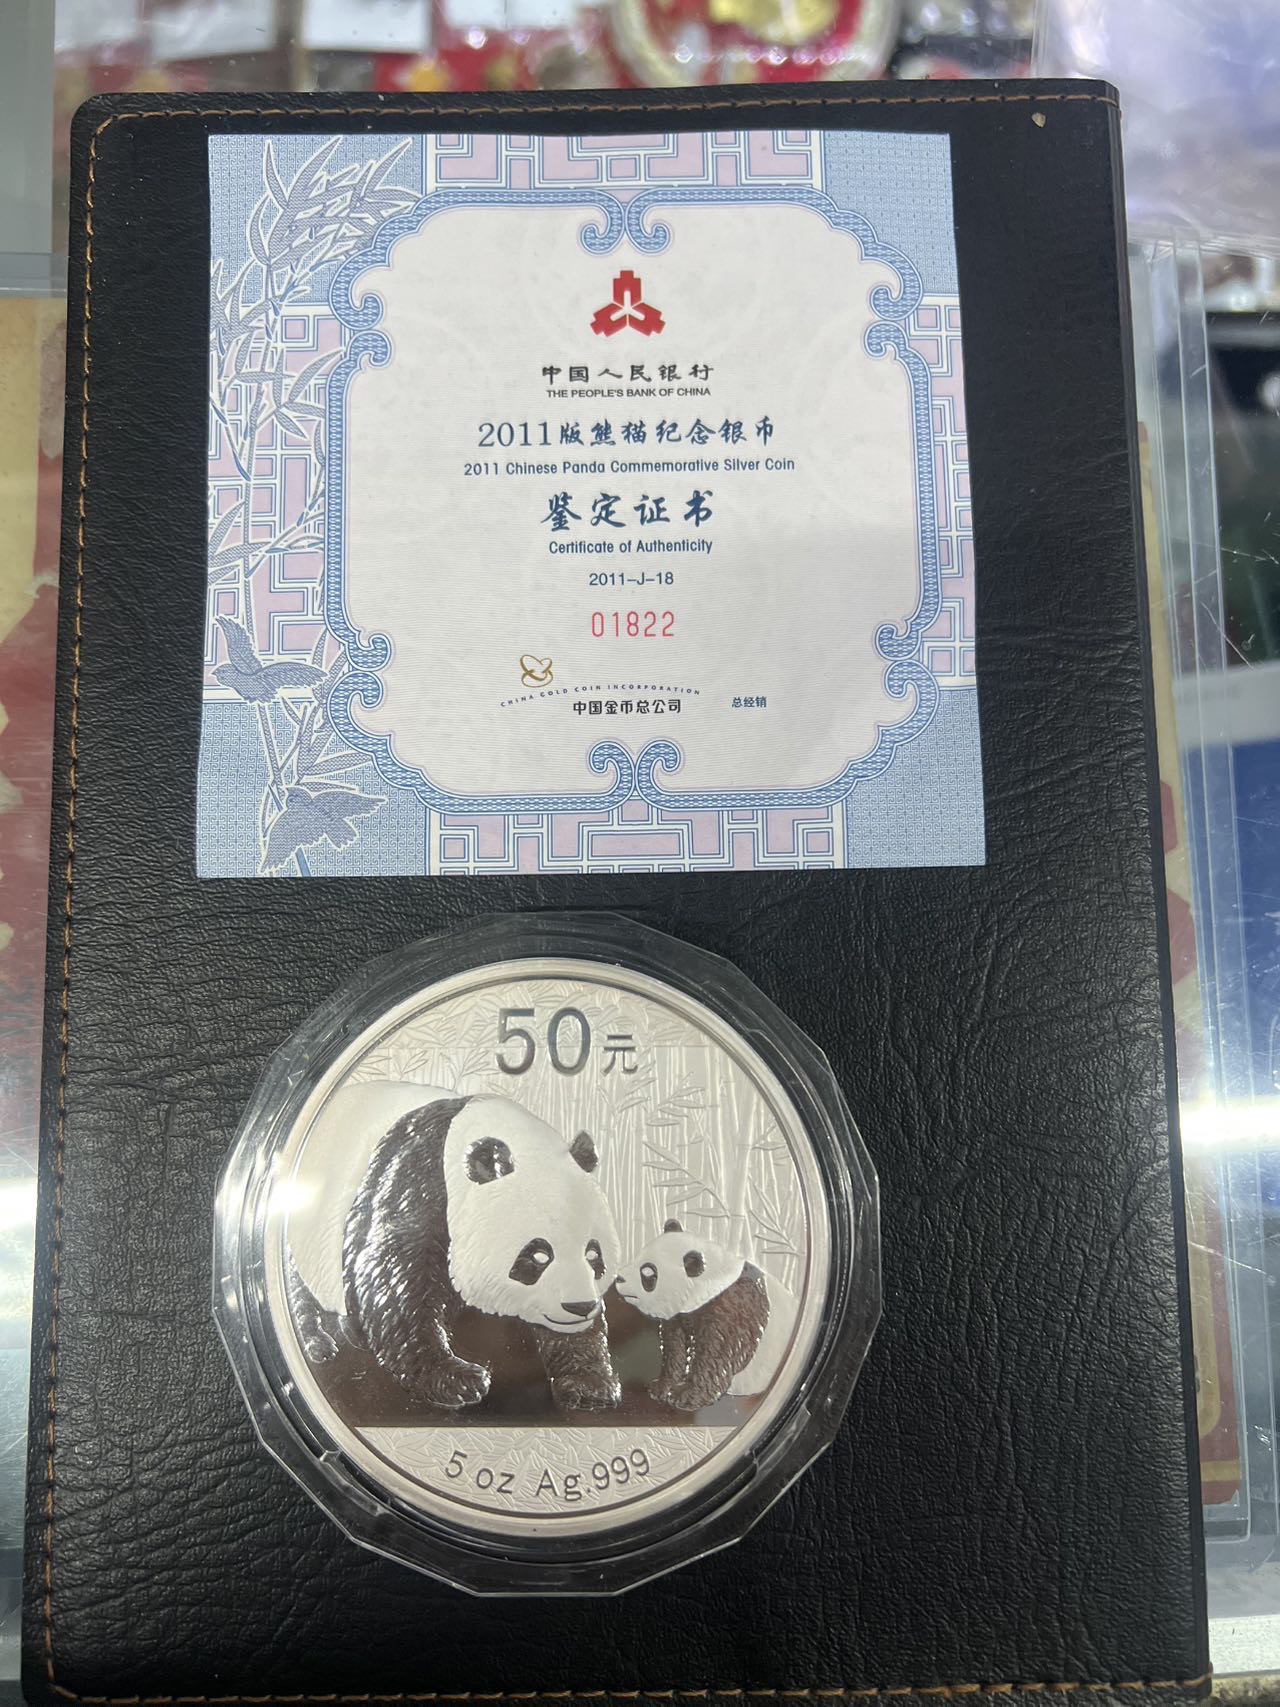 中国人民银行
THE PEOPLE'S BANK OF CHINA
2011版熊猫纪念银币
2011 Chinese Panda Commemorative Silver Coin
鉴定证书
Certificate of Authenticity
2011-J-18
01822
CHINA GOLD COIN INCORPORATION
中国金币总公司 总经销
50元
5 oz Ag.999